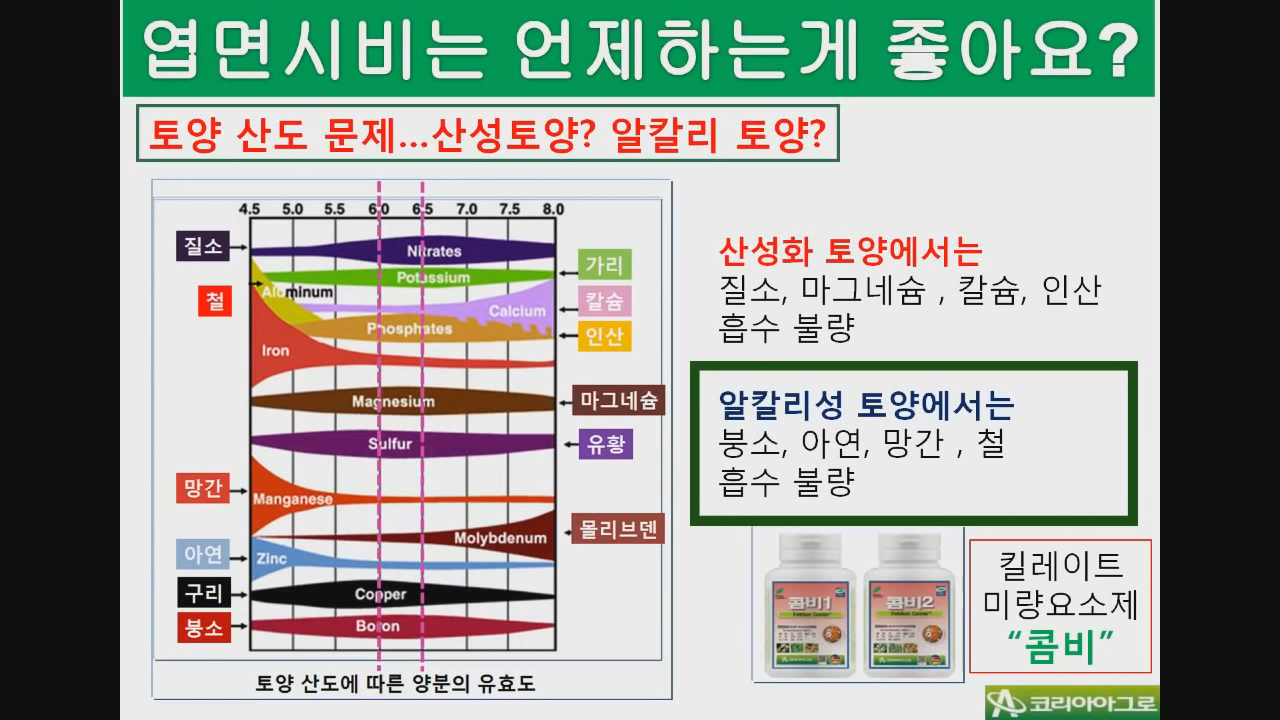 엽면시비는 언제하는게 좋아요?
토양 산도 문제...산성토양? 알칼리 토양?
4.5 5.0 5.5 6.0 6.5 7.0 7.5 8.0
질소
Nitrates
가리
Potassium
철
Aluminum
칼슘
Calcium
인산
Phosphates
Iron
마그네슘
Magnesium
유황
Sulfur
망간
Manganese
몰리브덴
Molybdenum
아연
Zinc
구리
Copper
붕소
Boron
토양 산도에 따른 양분의 유효도
산성화 토양에서는
질소, 마그네슘 , 칼슘, 인산
흡수 불량
알칼리성 토양에서는
붕소, 아연, 망간 , 철
흡수 불량
콤비1
콤비2
킬레이트
미량요소제
“콤비”
코리아아그로